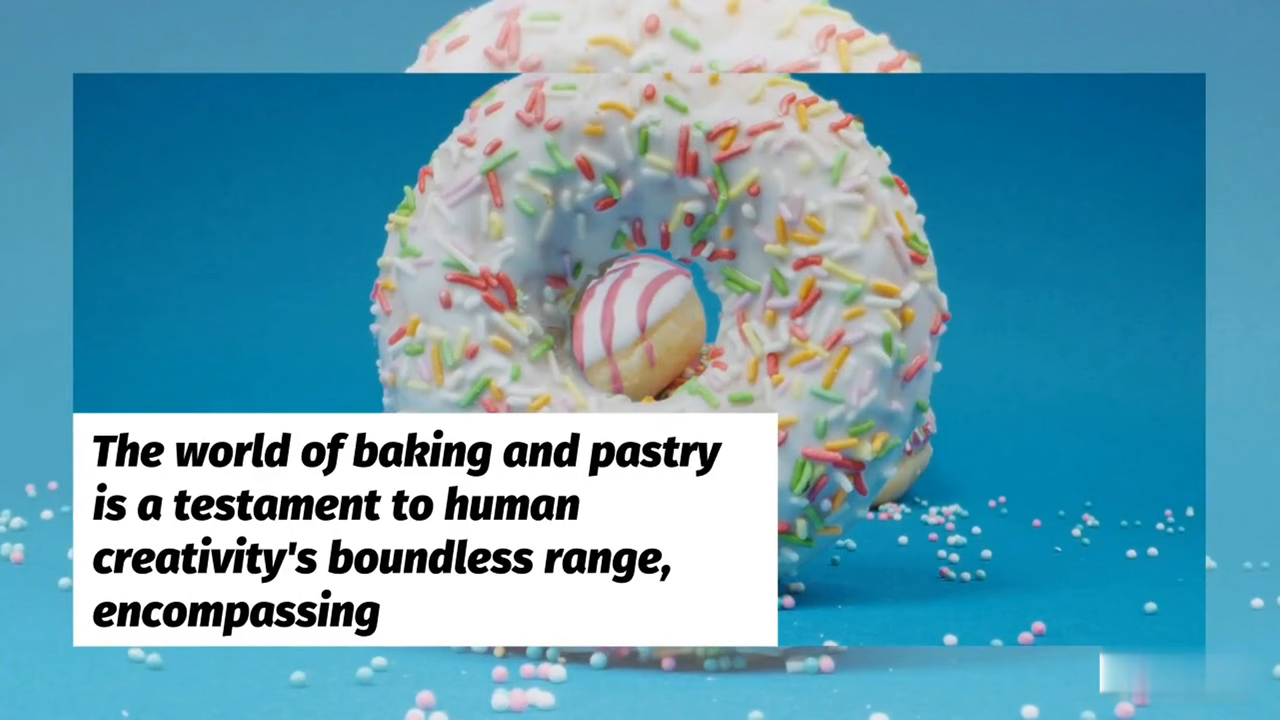 The world of baking and pastry
is a testament to human
creativity's boundless range,
encompassing